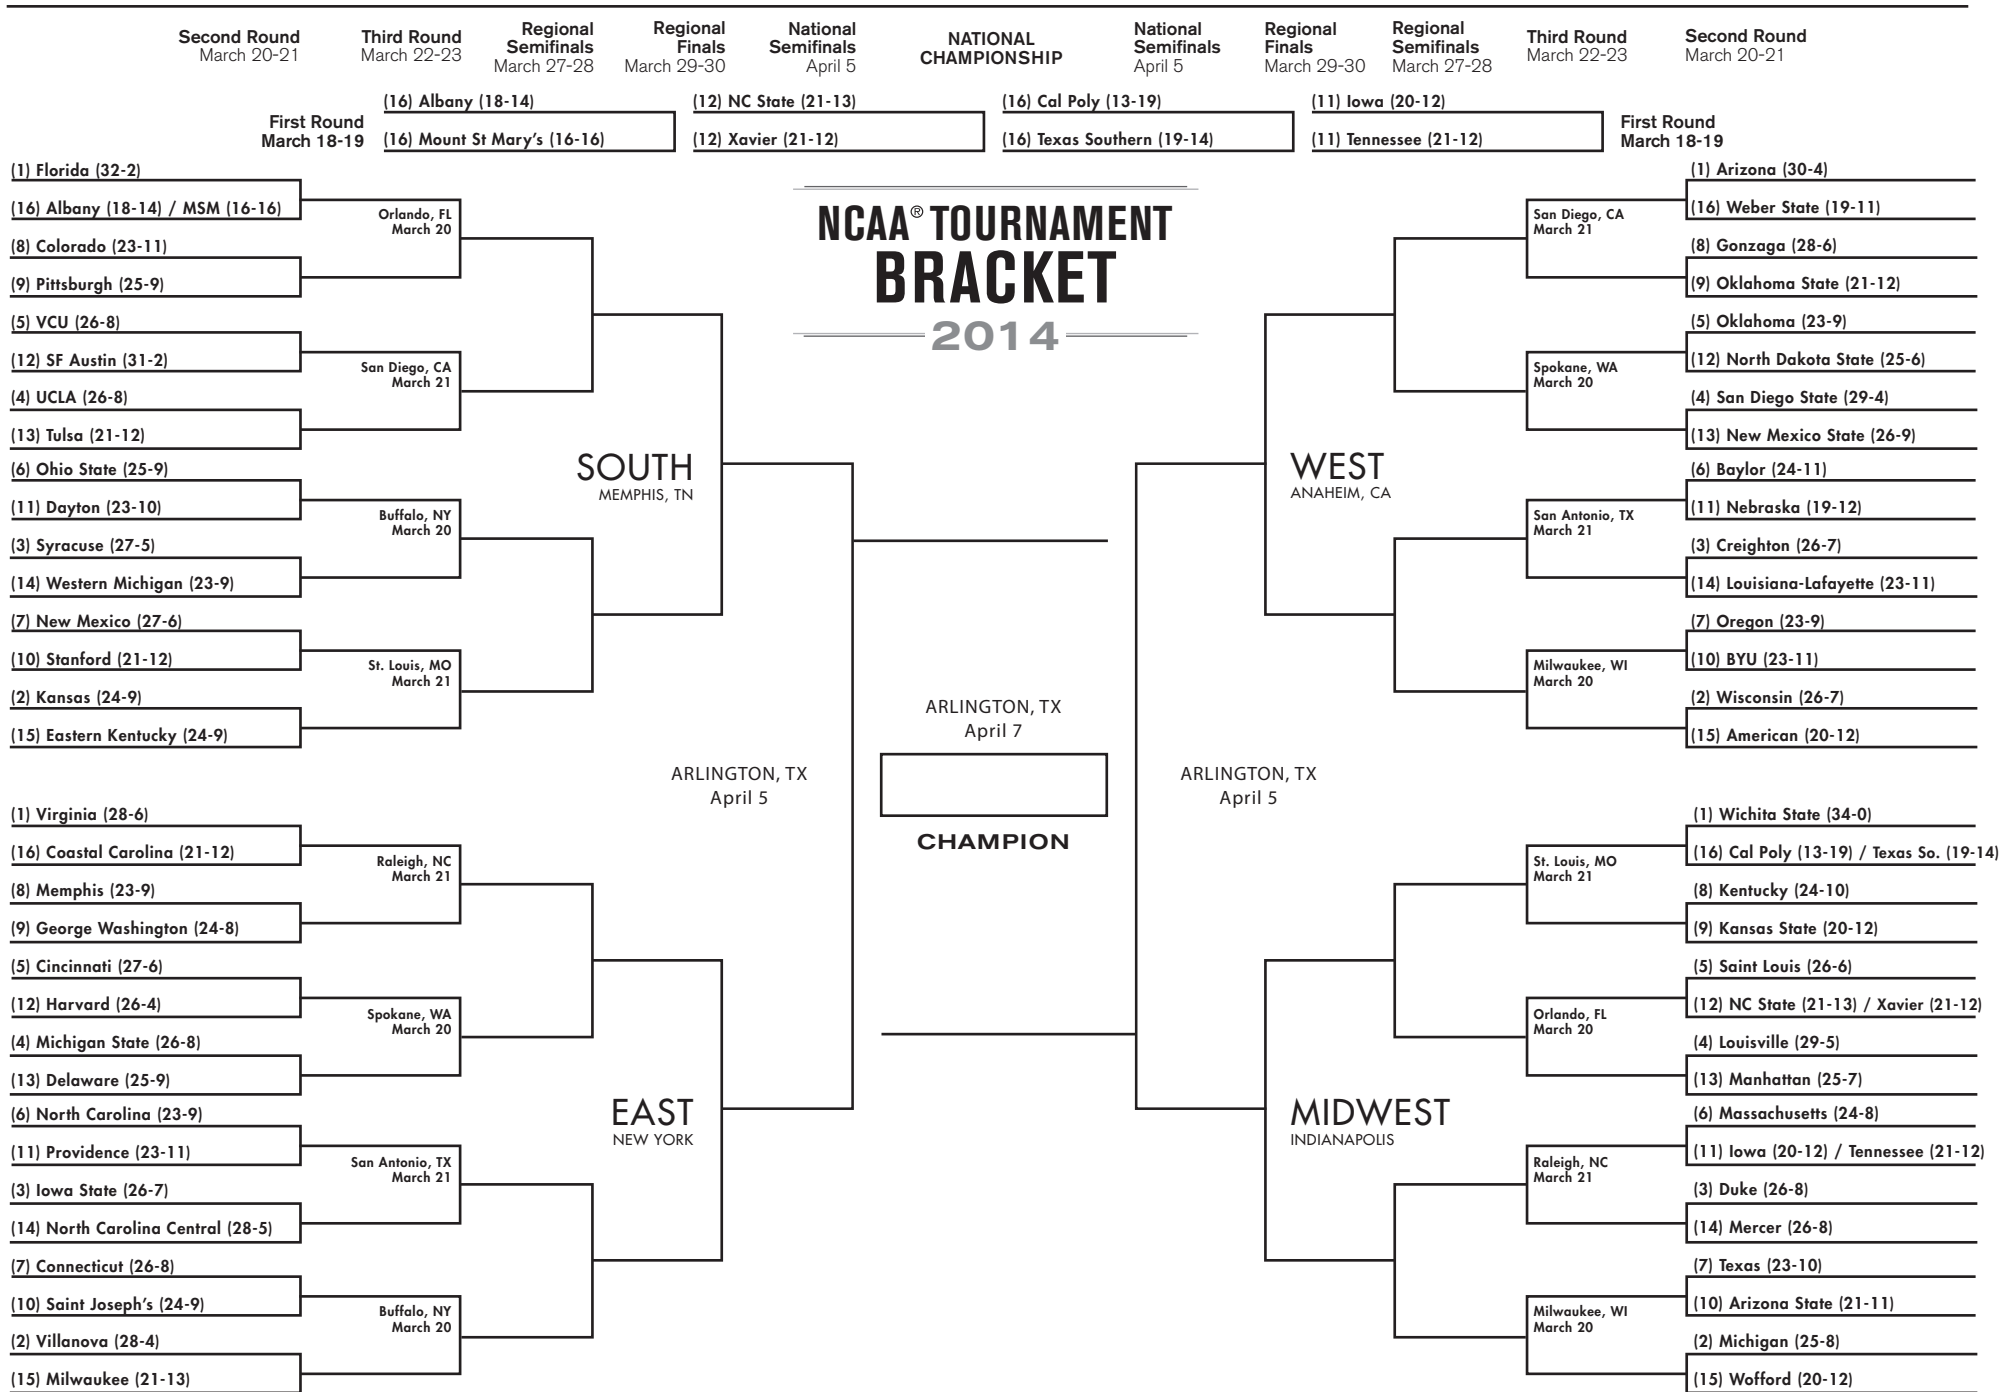 Second Round
March 20-21
Third Round
March 22-23
Regional
Semifinals
March 27-28
Regional
Finals
March 29-30
National
Semifinals
April 5
NATIONAL
CHAMPIONSHIP
National
Semifinals
April 5
Regional
Finals
March 29-30
Regional
Semifinals
March 27-28
Third Round
March 22-23
Second Round
March 20-21
First Round
March 18-19
(16) Albany (18-14)
(16) Mount St Mary's (16-16)
(12) NC State (21-13)
(12) Xavier (21-12)
(16) Cal Poly (13-19)
(16) Texas Southern (19-14)
(11) Iowa (20-12)
(11) Tennessee (21-12)
First Round
March 18-19
NCAA® TOURNAMENT
BRACKET
2014
(1) Florida (32-2)
(16) Albany (18-14) / MSM (16-16)
(8) Colorado (23-11)
(9) Pittsburgh (25-9)
(5) VCU (26-8)
(12) SF Austin (31-2)
(4) UCLA (26-8)
(13) Tulsa (21-12)
(6) Ohio State (25-9)
(11) Dayton (23-10)
(3) Syracuse (27-5)
(14) Western Michigan (23-9)
(7) New Mexico (27-6)
(10) Stanford (21-12)
(2) Kansas (24-9)
(15) Eastern Kentucky (24-9)
Orlando, FL
March 20
San Diego, CA
March 21
Buffalo, NY
March 20
St. Louis, MO
March 21
SOUTH
MEMPHIS, TN
(1) Virginia (28-6)
(16) Coastal Carolina (21-12)
(8) Memphis (23-9)
(9) George Washington (24-8)
(5) Cincinnati (27-6)
(12) Harvard (26-4)
(4) Michigan State (26-8)
(13) Delaware (25-9)
(6) North Carolina (23-9)
(11) Providence (23-11)
(3) Iowa State (26-7)
(14) North Carolina Central (28-5)
(7) Connecticut (26-8)
(10) Saint Joseph's (24-9)
(2) Villanova (28-4)
(15) Milwaukee (21-13)
Raleigh, NC
March 21
Spokane, WA
March 20
San Antonio, TX
March 21
Buffalo, NY
March 20
EAST
NEW YORK
ARLINGTON, TX
April 5
ARLINGTON, TX
April 7
CHAMPION
ARLINGTON, TX
April 5
WEST
ANAHEIM, CA
San Diego, CA
March 21
Spokane, WA
March 20
San Antonio, TX
March 21
Milwaukee, WI
March 20
(1) Arizona (30-4)
(16) Weber State (19-11)
(8) Gonzaga (28-6)
(9) Oklahoma State (21-12)
(5) Oklahoma (23-9)
(12) North Dakota State (25-6)
(4) San Diego State (29-4)
(13) New Mexico State (26-9)
(6) Baylor (24-11)
(11) Nebraska (19-12)
(3) Creighton (26-7)
(14) Louisiana-Lafayette (23-11)
(7) Oregon (23-9)
(10) BYU (23-11)
(2) Wisconsin (26-7)
(15) American (20-12)
MIDWEST
INDIANAPOLIS
St. Louis, MO
March 21
Orlando, FL
March 20
Raleigh, NC
March 21
Milwaukee, WI
March 20
(1) Wichita State (34-0)
(16) Cal Poly (13-19) / Texas So. (19-14)
(8) Kentucky (24-10)
(9) Kansas State (20-12)
(5) Saint Louis (26-6)
(12) NC State (21-13) / Xavier (21-12)
(4) Louisville (29-5)
(13) Manhattan (25-7)
(6) Massachusetts (24-8)
(11) Iowa (20-12) / Tennessee (21-12)
(3) Duke (26-8)
(14) Mercer (26-8)
(7) Texas (23-10)
(10) Arizona State (21-11)
(2) Michigan (25-8)
(15) Wofford (20-12)